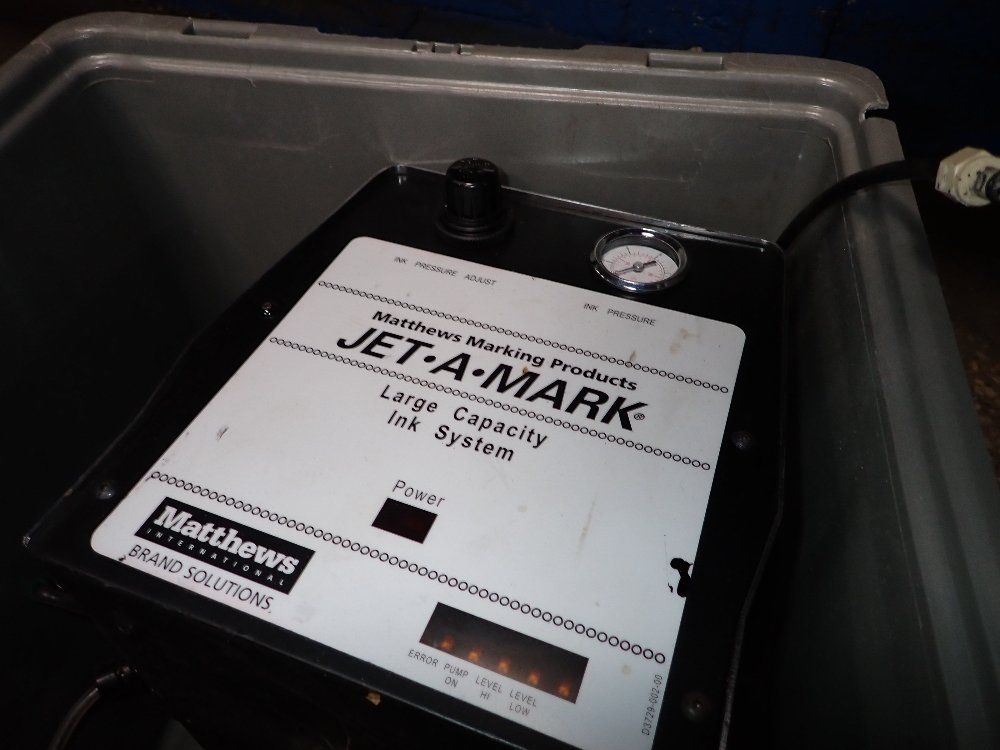 INK PRESSURE ADJUST
INK PRESSURE
Matthews Marking Products
JET•A•MARK®
Large Capacity
Ink System
Power
Matthews
INTERNATIONAL
BRAND SOLUTIONS
ERROR PUMP ON LEVEL HI LEVEL LOW
D3729-002-00